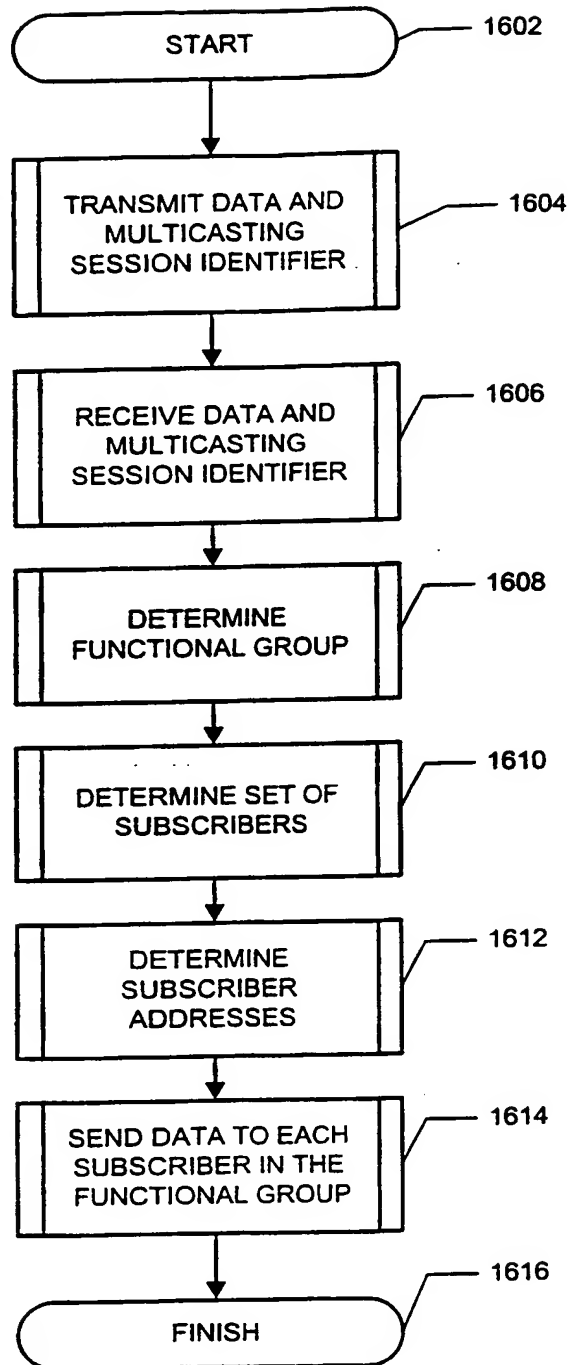 START
1602
TRANSMIT DATA AND
MULTICASTING
SESSION IDENTIFIER
1604
RECEIVE DATA AND
MULTICASTING
SESSION IDENTIFIER
1606
DETERMINE
FUNCTIONAL GROUP
1608
DETERMINE SET OF
SUBSCRIBERS
1610
DETERMINE
SUBSCRIBER
ADDRESSES
1612
SEND DATA TO EACH
SUBSCRIBER IN THE
FUNCTIONAL GROUP
1614
FINISH
1616